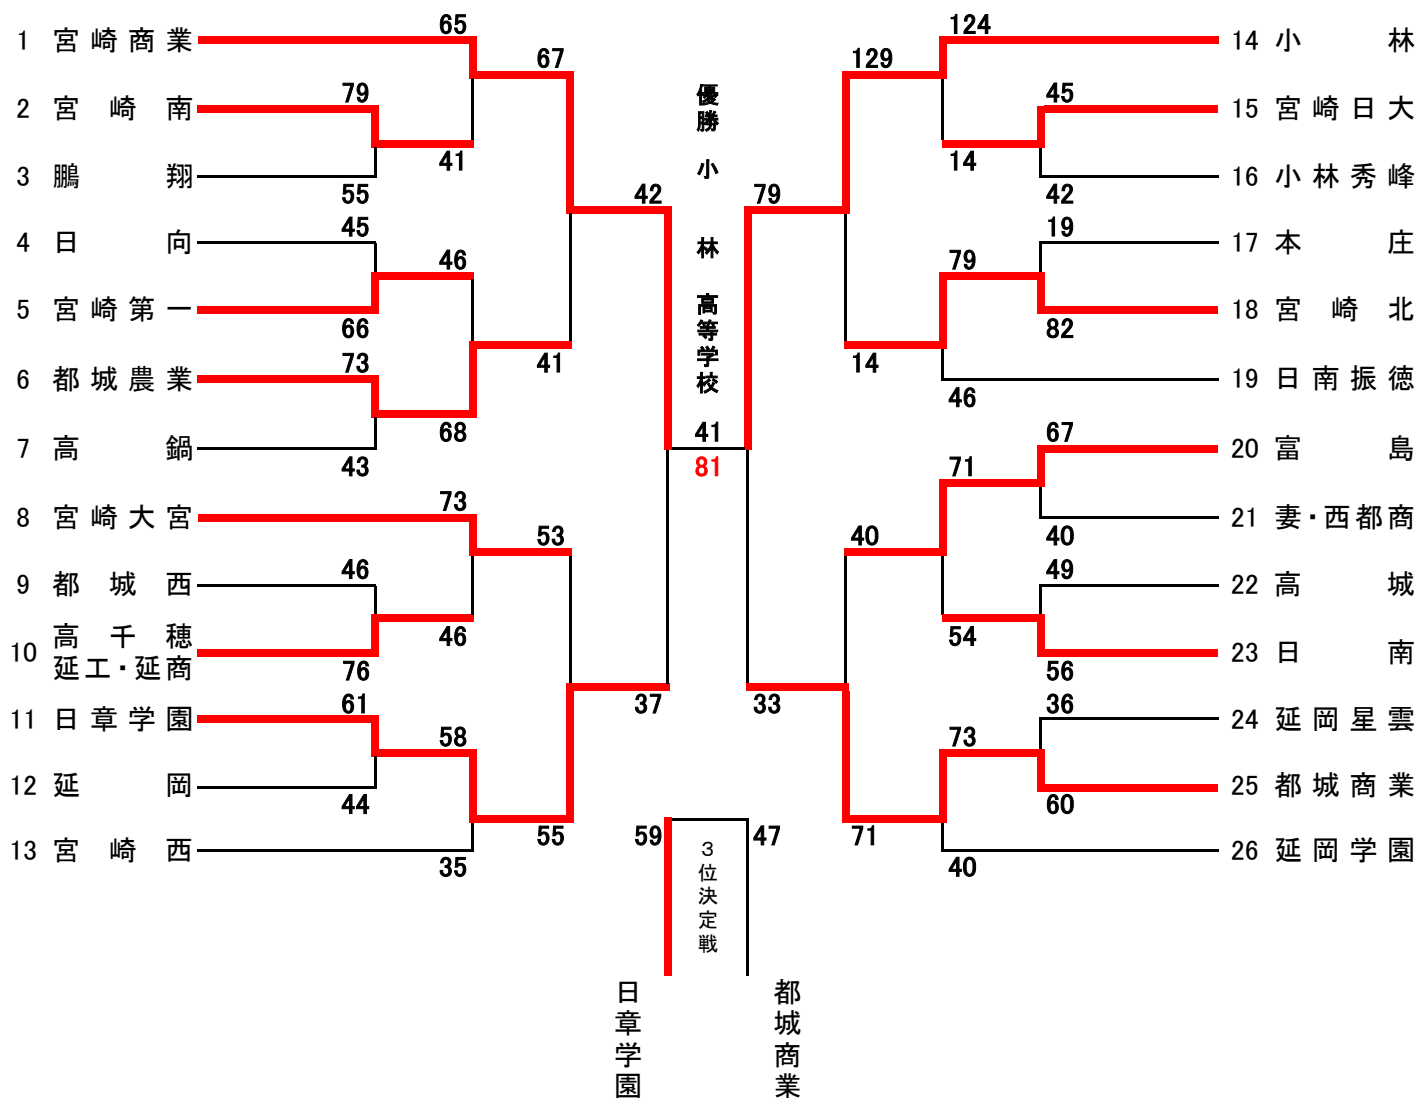 1 宮崎商業
2 宮崎南
3 鵬翔
4 日向
5 宮崎第一
6 都城農業
7 高鍋
8 宮崎大宮
9 都城西
10 高千穂
延工・延商
11 日章学園
12 延岡
13 宮崎西
79
55
45
66
73
43
46
76
61
44
65
41
46
68
73
46
58
35
67
41
53
55
42
37
優勝 小林高等学校
41
81
79
33
129
14
40
71
124
14
79
46
71
54
73
40
45
42
19
82
67
40
49
56
36
60
14 小林
15 宮崎日大
16 小林秀峰
17 本庄
18 宮崎北
19 日南振徳
20 富島
21 妻・西都商
22 高城
23 日南
24 延岡星雲
25 都城商業
26 延岡学園
59
3位決定戦
47
日章学園
都城商業